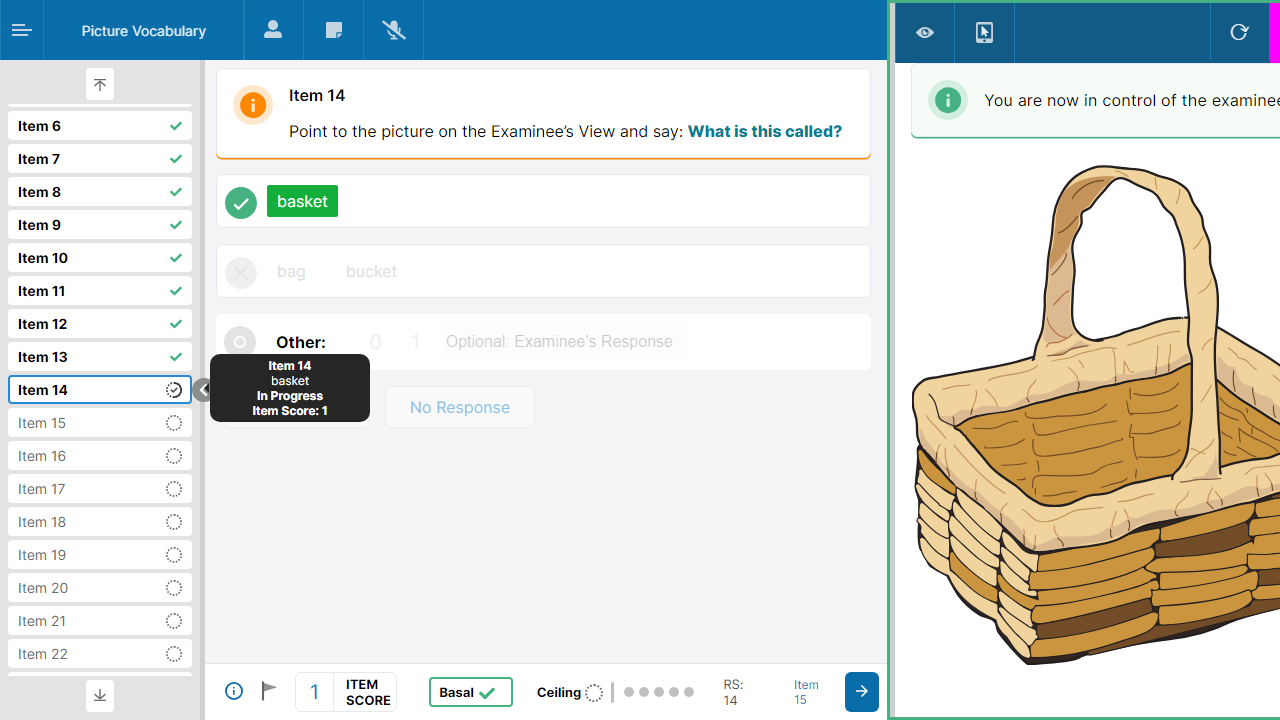 Picture Vocabulary
Item 6
Item 7
Item 8
Item 9
Item 10
Item 11
Item 12
Item 13
Item 14
Item 15
Item 16
Item 17
Item 18
Item 19
Item 20
Item 21
Item 22
Item 14
Point to the picture on the Examinee's View and say: What is this called?
basket
bag bucket
Other: 0 1 Optional: Examinee's Response
Item 14
basket
In Progress
Item Score: 1
No Response
1 ITEM SCORE
Basal
Ceiling
RS: 14
Item 15
You are now in control of the examinee